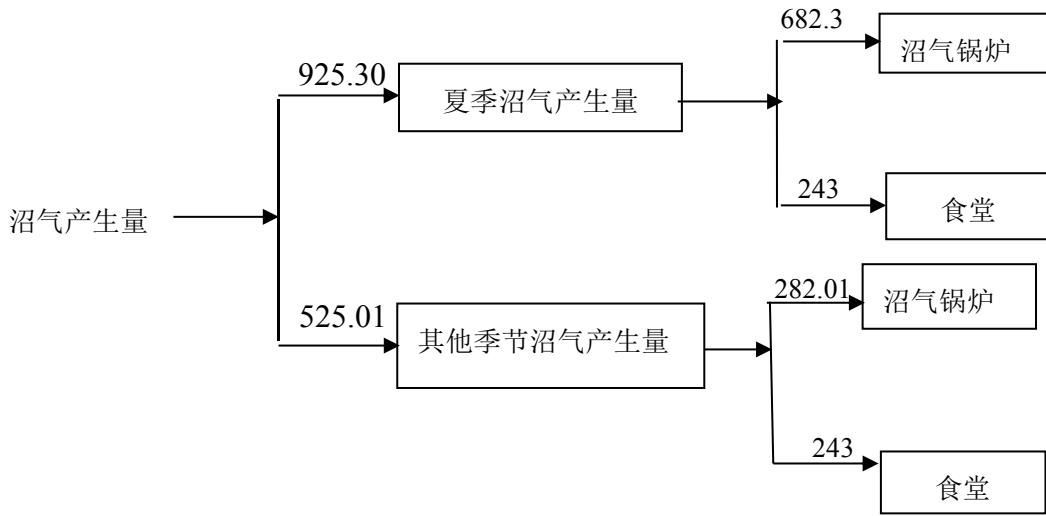 682.3
沼气锅炉
925.30
夏季沼气产生量
243
食堂
沼气产生量
282.01
沼气锅炉
525.01
其他季节沼气产生量
243
食堂